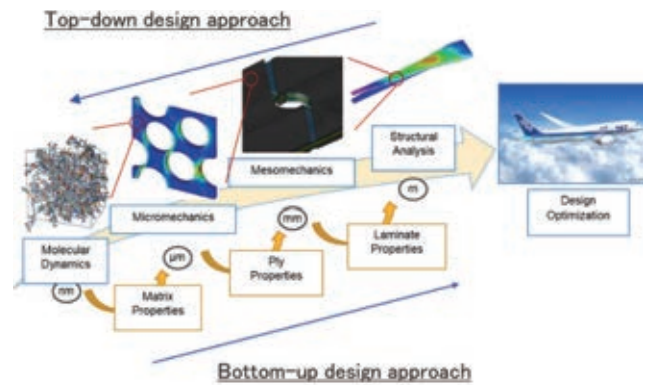 Top-down design approach
Structural
Analysis
Mesomechanics
m
Micromechanics
mm
Design
Optimization
Molecular
Dynamics
μm
Laminate
Properties
Ply
Properties
nm
Matrix
Properties
Bottom-up design approach